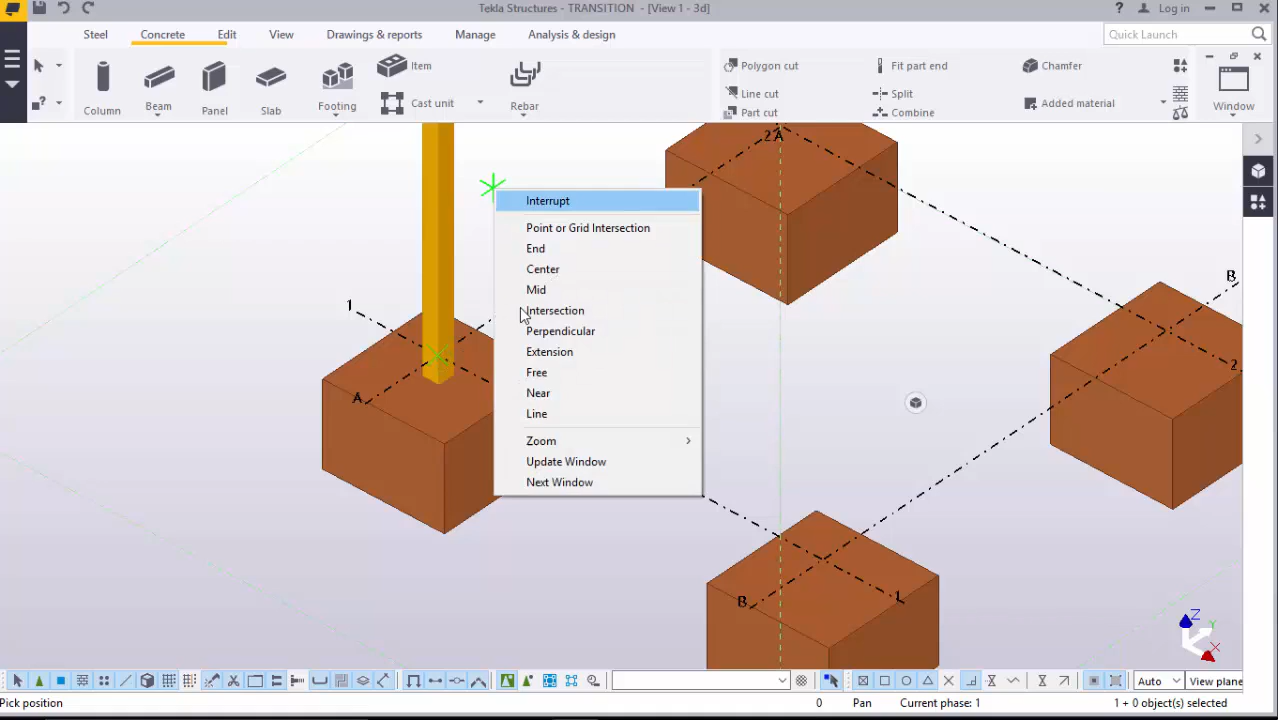 Tekla Structures - TRANSITION - [View 1 - 3d]
? Log in
Steel Concrete Edit View Drawings & reports Manage Analysis & design
Quick Launch
Column Beam Panel Slab Footing Item Cast unit Rebar
Polygon cut Fit part end Chamfer
Line cut Split Added material
Part cut Combine
Window
2 A
1
A
B
2
B
1
Interrupt
Point or Grid Intersection
End
Center
Mid
Intersection
Perpendicular
Extension
Free
Near
Line
Zoom
Update Window
Next Window
Z
Y
X
Auto View plane
Pick position 0 Pan Current phase: 1 1 + 0 object(s) selected